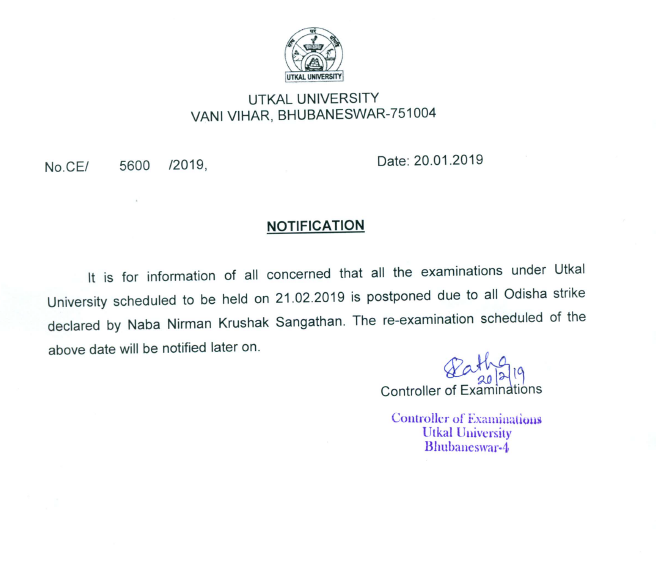 UTKAL UNIVERSITY
UTKAL UNIVERSITY
VANI VIHAR, BHUBANESWAR-751004
No.CE/ 5600 /2019, Date: 20.01.2019
NOTIFICATION
It is for information of all concerned that all the examinations under Utkal
University scheduled to be held on 21.02.2019 is postponed due to all Odisha strike
declared by Naba Nirman Krushak Sangathan. The re-examination scheduled of the
above date will be notified later on.
20/2/19
Controller of Examinations
Controller of Examinations
Utkal University
Bhubaneswar-4